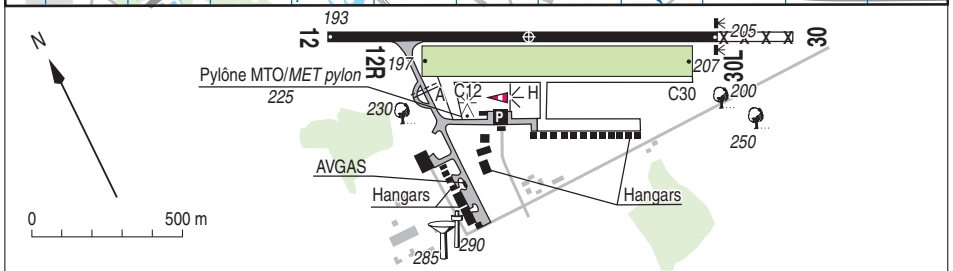 193
N
12
12R
197
205
X X X X
30
207
30L
Pylône MTO/MET pylon
225
230
A
C12
H
C30
200
250
P
AVGAS
Hangars
Hangars
0 500 m
285
290